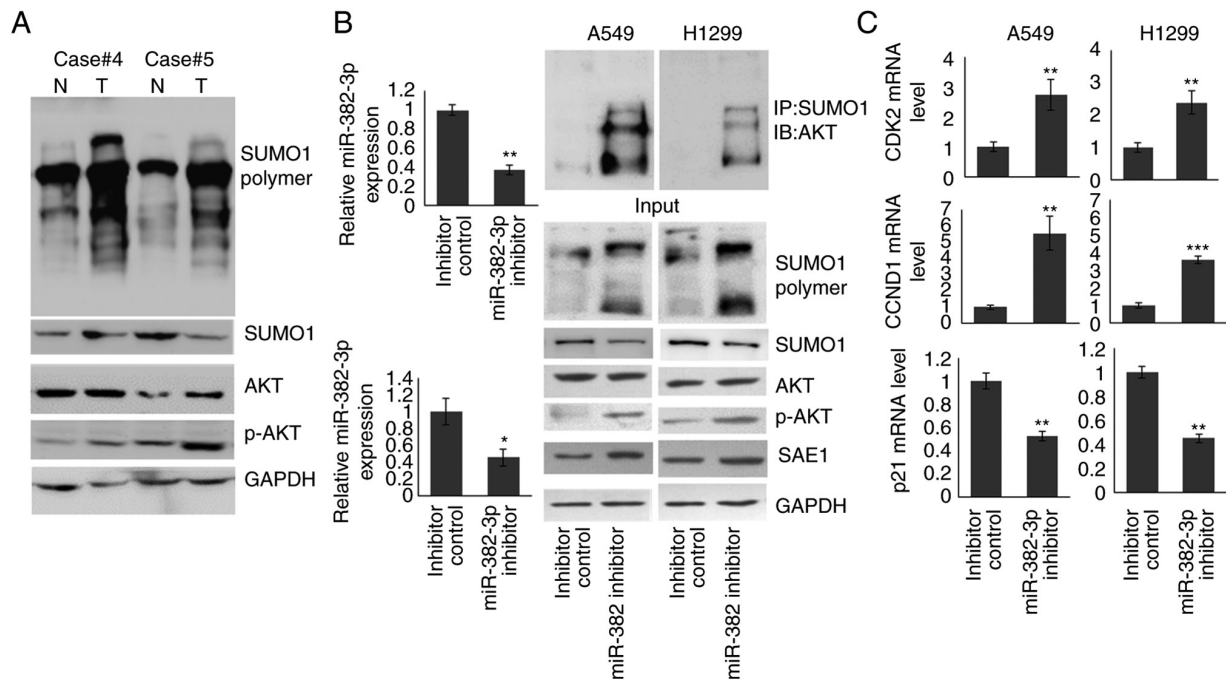 A
Case#4 Case#5
N T N T
SUMO1
polymer
SUMO1
AKT
p-AKT
GAPDH
B
Relative miR-382-3p
expression
1.2
1
0.8
0.6
0.4
0.2
0
**
Inhibitor
control
miR-382-3p
inhibitor
Relative miR-382-3p
expression
1.4
1.2
1
0.8
0.6
0.4
0.2
0
*
Inhibitor
control
miR-382-3p
inhibitor
A549 H1299
IP:SUMO1
IB:AKT
Input
SUMO1
polymer
SUMO1
AKT
p-AKT
SAE1
GAPDH
Inhibitor
control
miR-382 inhibitor
Inhibitor
control
miR-382 inhibitor
C
A549 H1299
CDK2 mRNA
level
4
3
2
1
0
**
4
3
2
1
0
**
CCND1 mRNA
level
7
6
5
4
3
2
1
0
**
7
6
5
4
3
2
1
0
***
p21 mRNA level
1.2
1
0.8
0.6
0.4
0.2
0
**
1.2
1
0.8
0.6
0.4
0.2
0
**
Inhibitor
control
miR-382-3p
inhibitor
Inhibitor
control
miR-382-3p
inhibitor